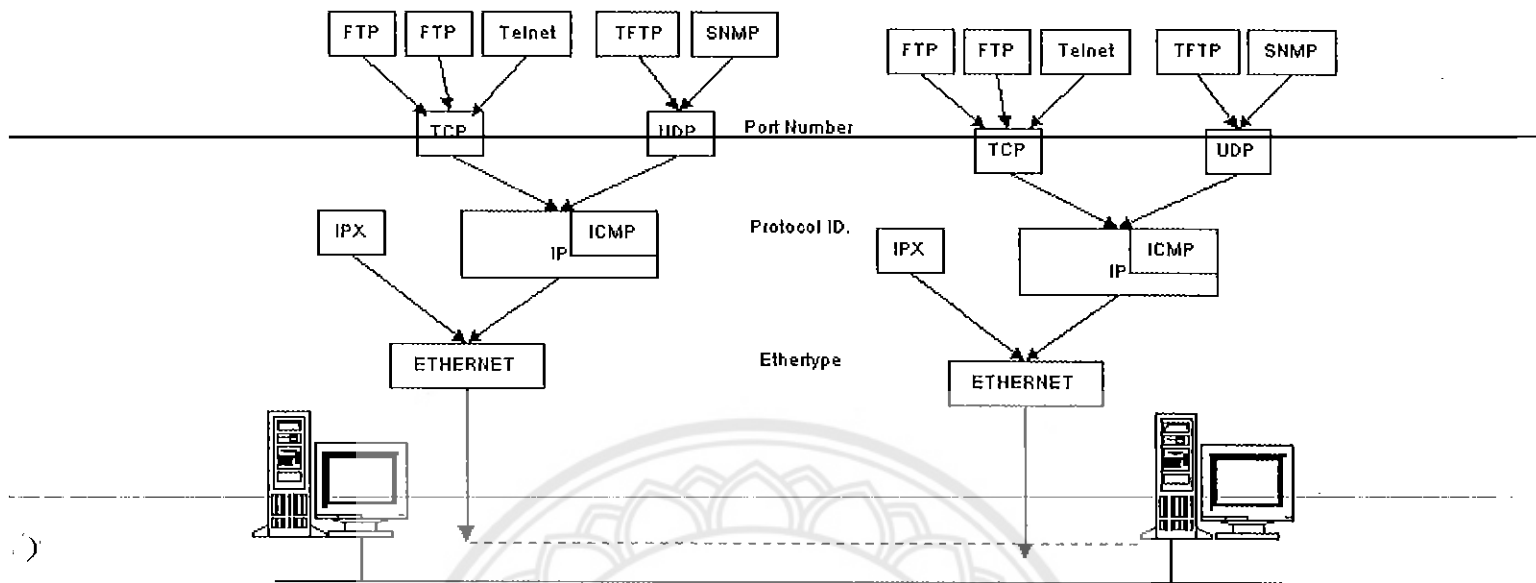 FTP FTP Telnet TFTP SNMP
FTP FTP Telnet TFTP SNMP
TCP UDP Port Number TCP UDP
IPX IP ICMP Protocol ID. IPX IP ICMP
ETHERNET Ethertype ETHERNET